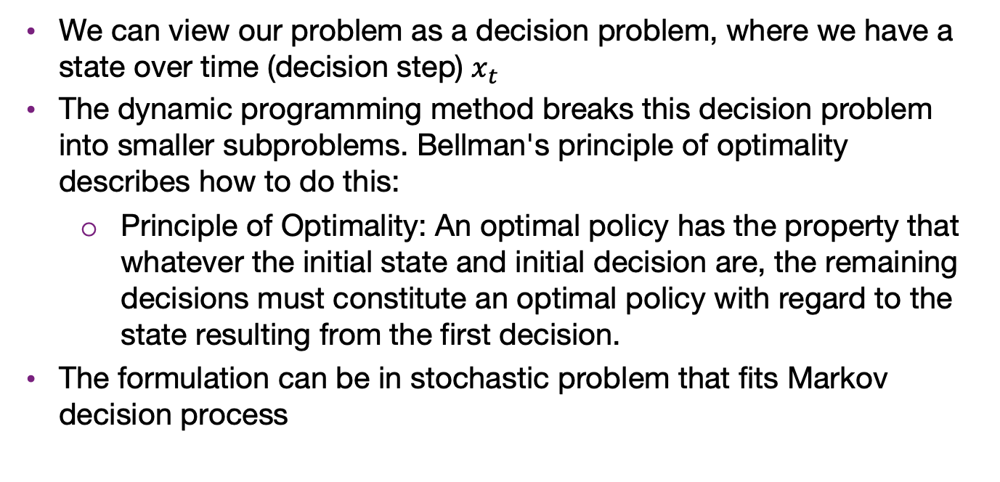 • We can view our problem as a decision problem, where we have a
state over time (decision step) xₜ
• The dynamic programming method breaks this decision problem
into smaller subproblems. Bellman's principle of optimality
describes how to do this:
○ Principle of Optimality: An optimal policy has the property that
whatever the initial state and initial decision are, the remaining
decisions must constitute an optimal policy with regard to the
state resulting from the first decision.
• The formulation can be in stochastic problem that fits Markov
decision process